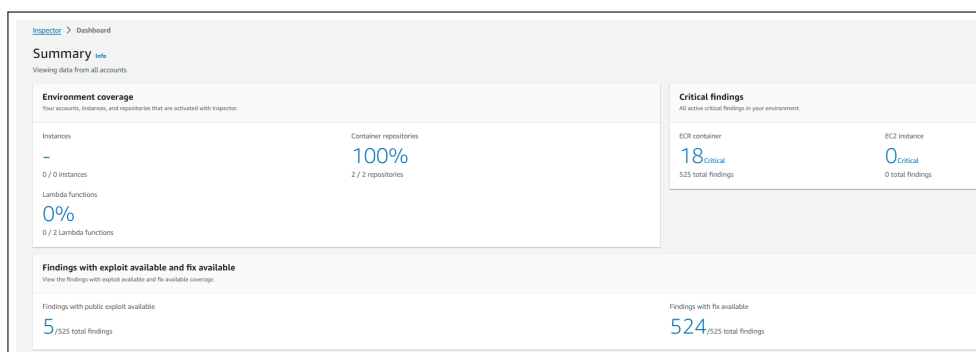 Inspector > Dashboard
Summary Info
Viewing data from all accounts
Environment coverage
Your accounts, instances, and repositories that are activated with Inspector.
Instances
-
0 / 0 instances
Container repositories
100%
2 / 2 repositories
Lambda functions
0%
0 / 2 Lambda functions
Critical findings
All active critical findings in your environment.
ECR container
18 Critical
525 total findings
EC2 instance
0 Critical
0 total findings
Findings with exploit available and fix available
View the findings with exploit available and fix available coverage.
Findings with public exploit available
5 /525 total findings
Findings with fix available
524 /525 total findings